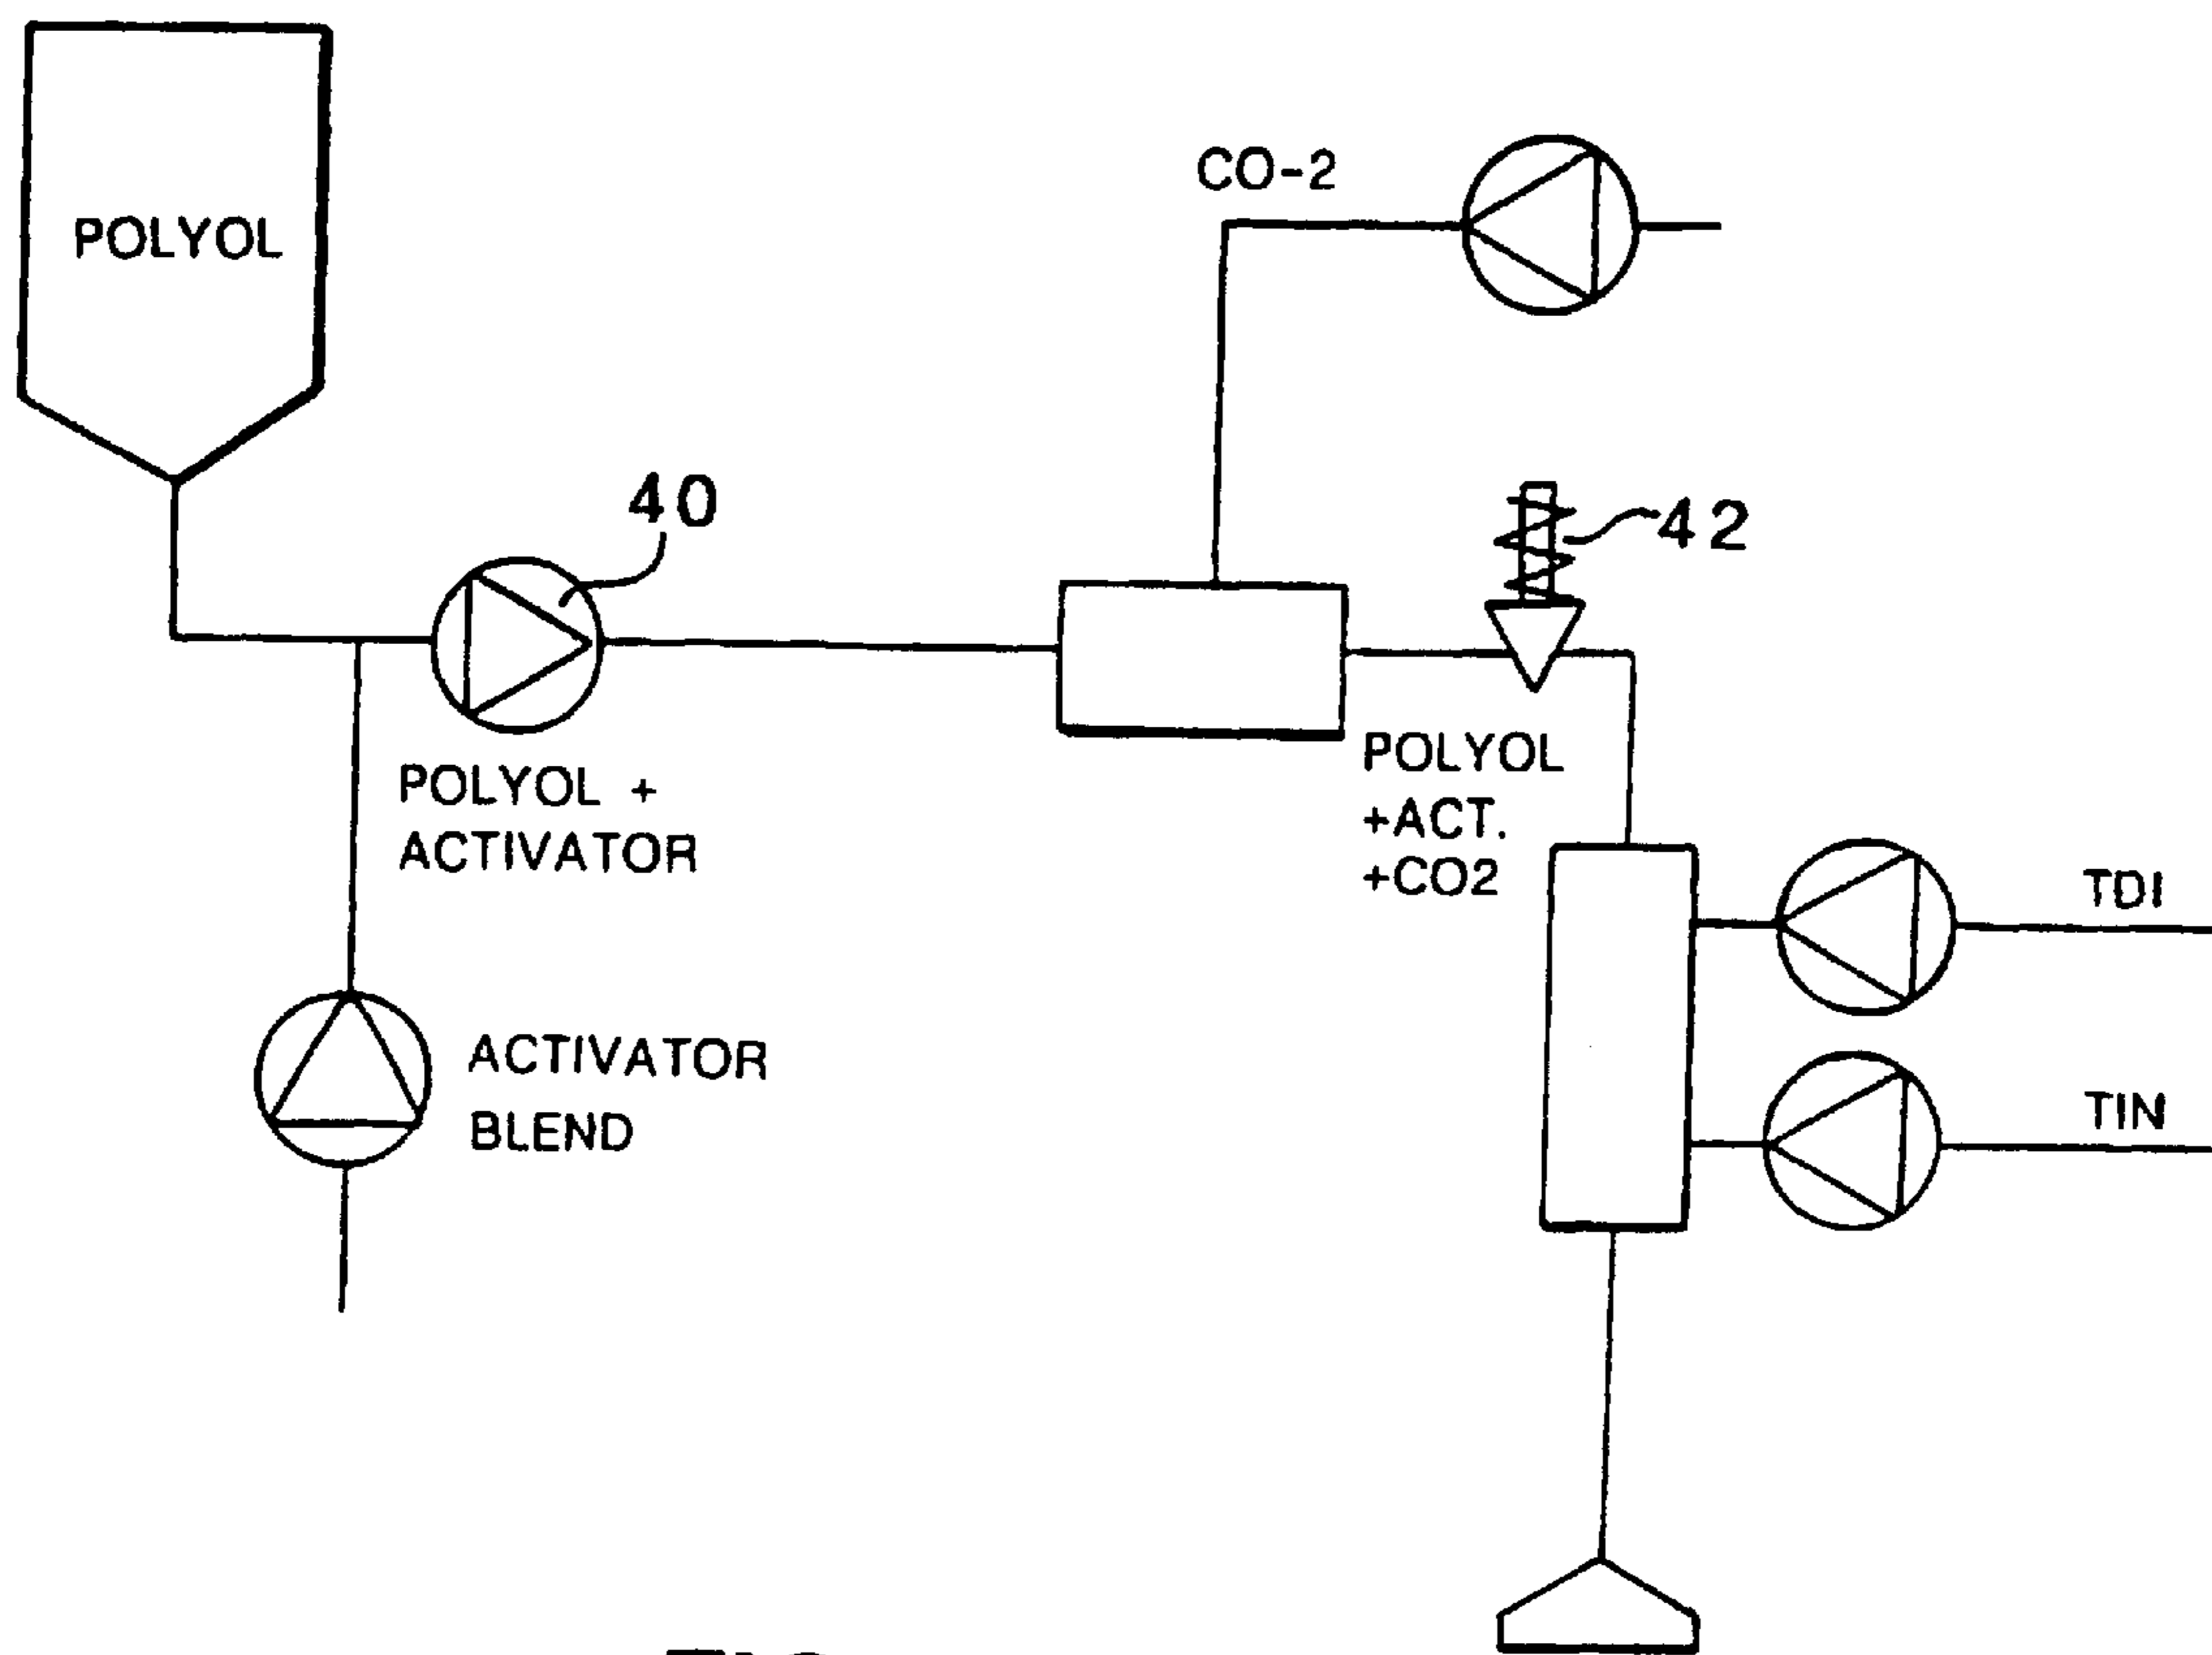 POLYOL
CO-2
40
42
POLYOL +
ACTIVATOR
POLYOL
+ACT.
+CO2
TDI
ACTIVATOR
BLEND
TIN